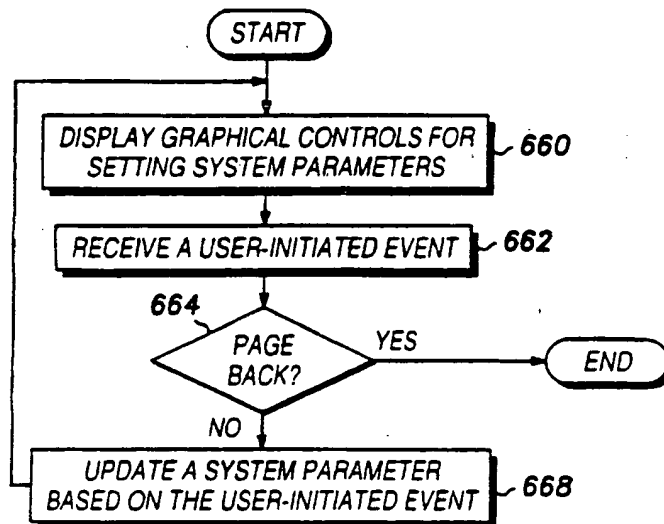 START
DISPLAY GRAPHICAL CONTROLS FOR
SETTING SYSTEM PARAMETERS
660
RECEIVE A USER-INITIATED EVENT
662
664
PAGE
BACK?
YES
END
NO
UPDATE A SYSTEM PARAMETER
BASED ON THE USER-INITIATED EVENT
668